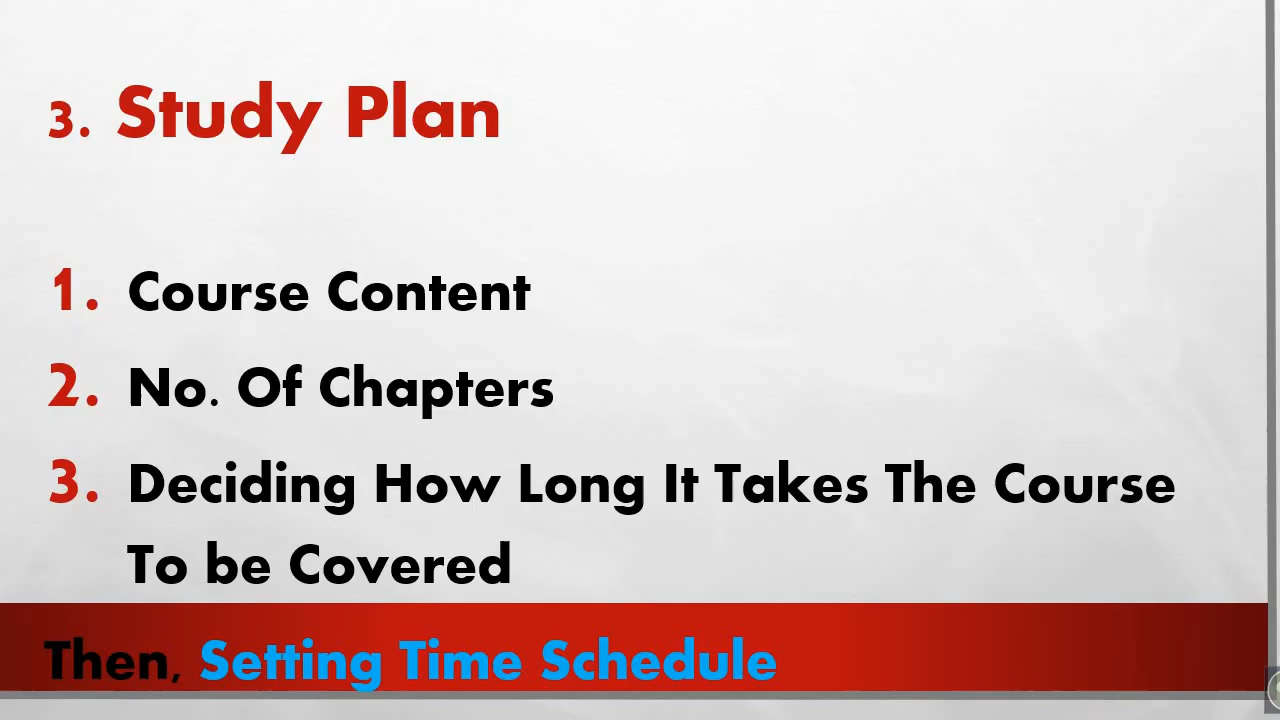 3. Study Plan
1. Course Content
2. No. Of Chapters
3. Deciding How Long It Takes The Course
To be Covered
Then, Setting Time Schedule